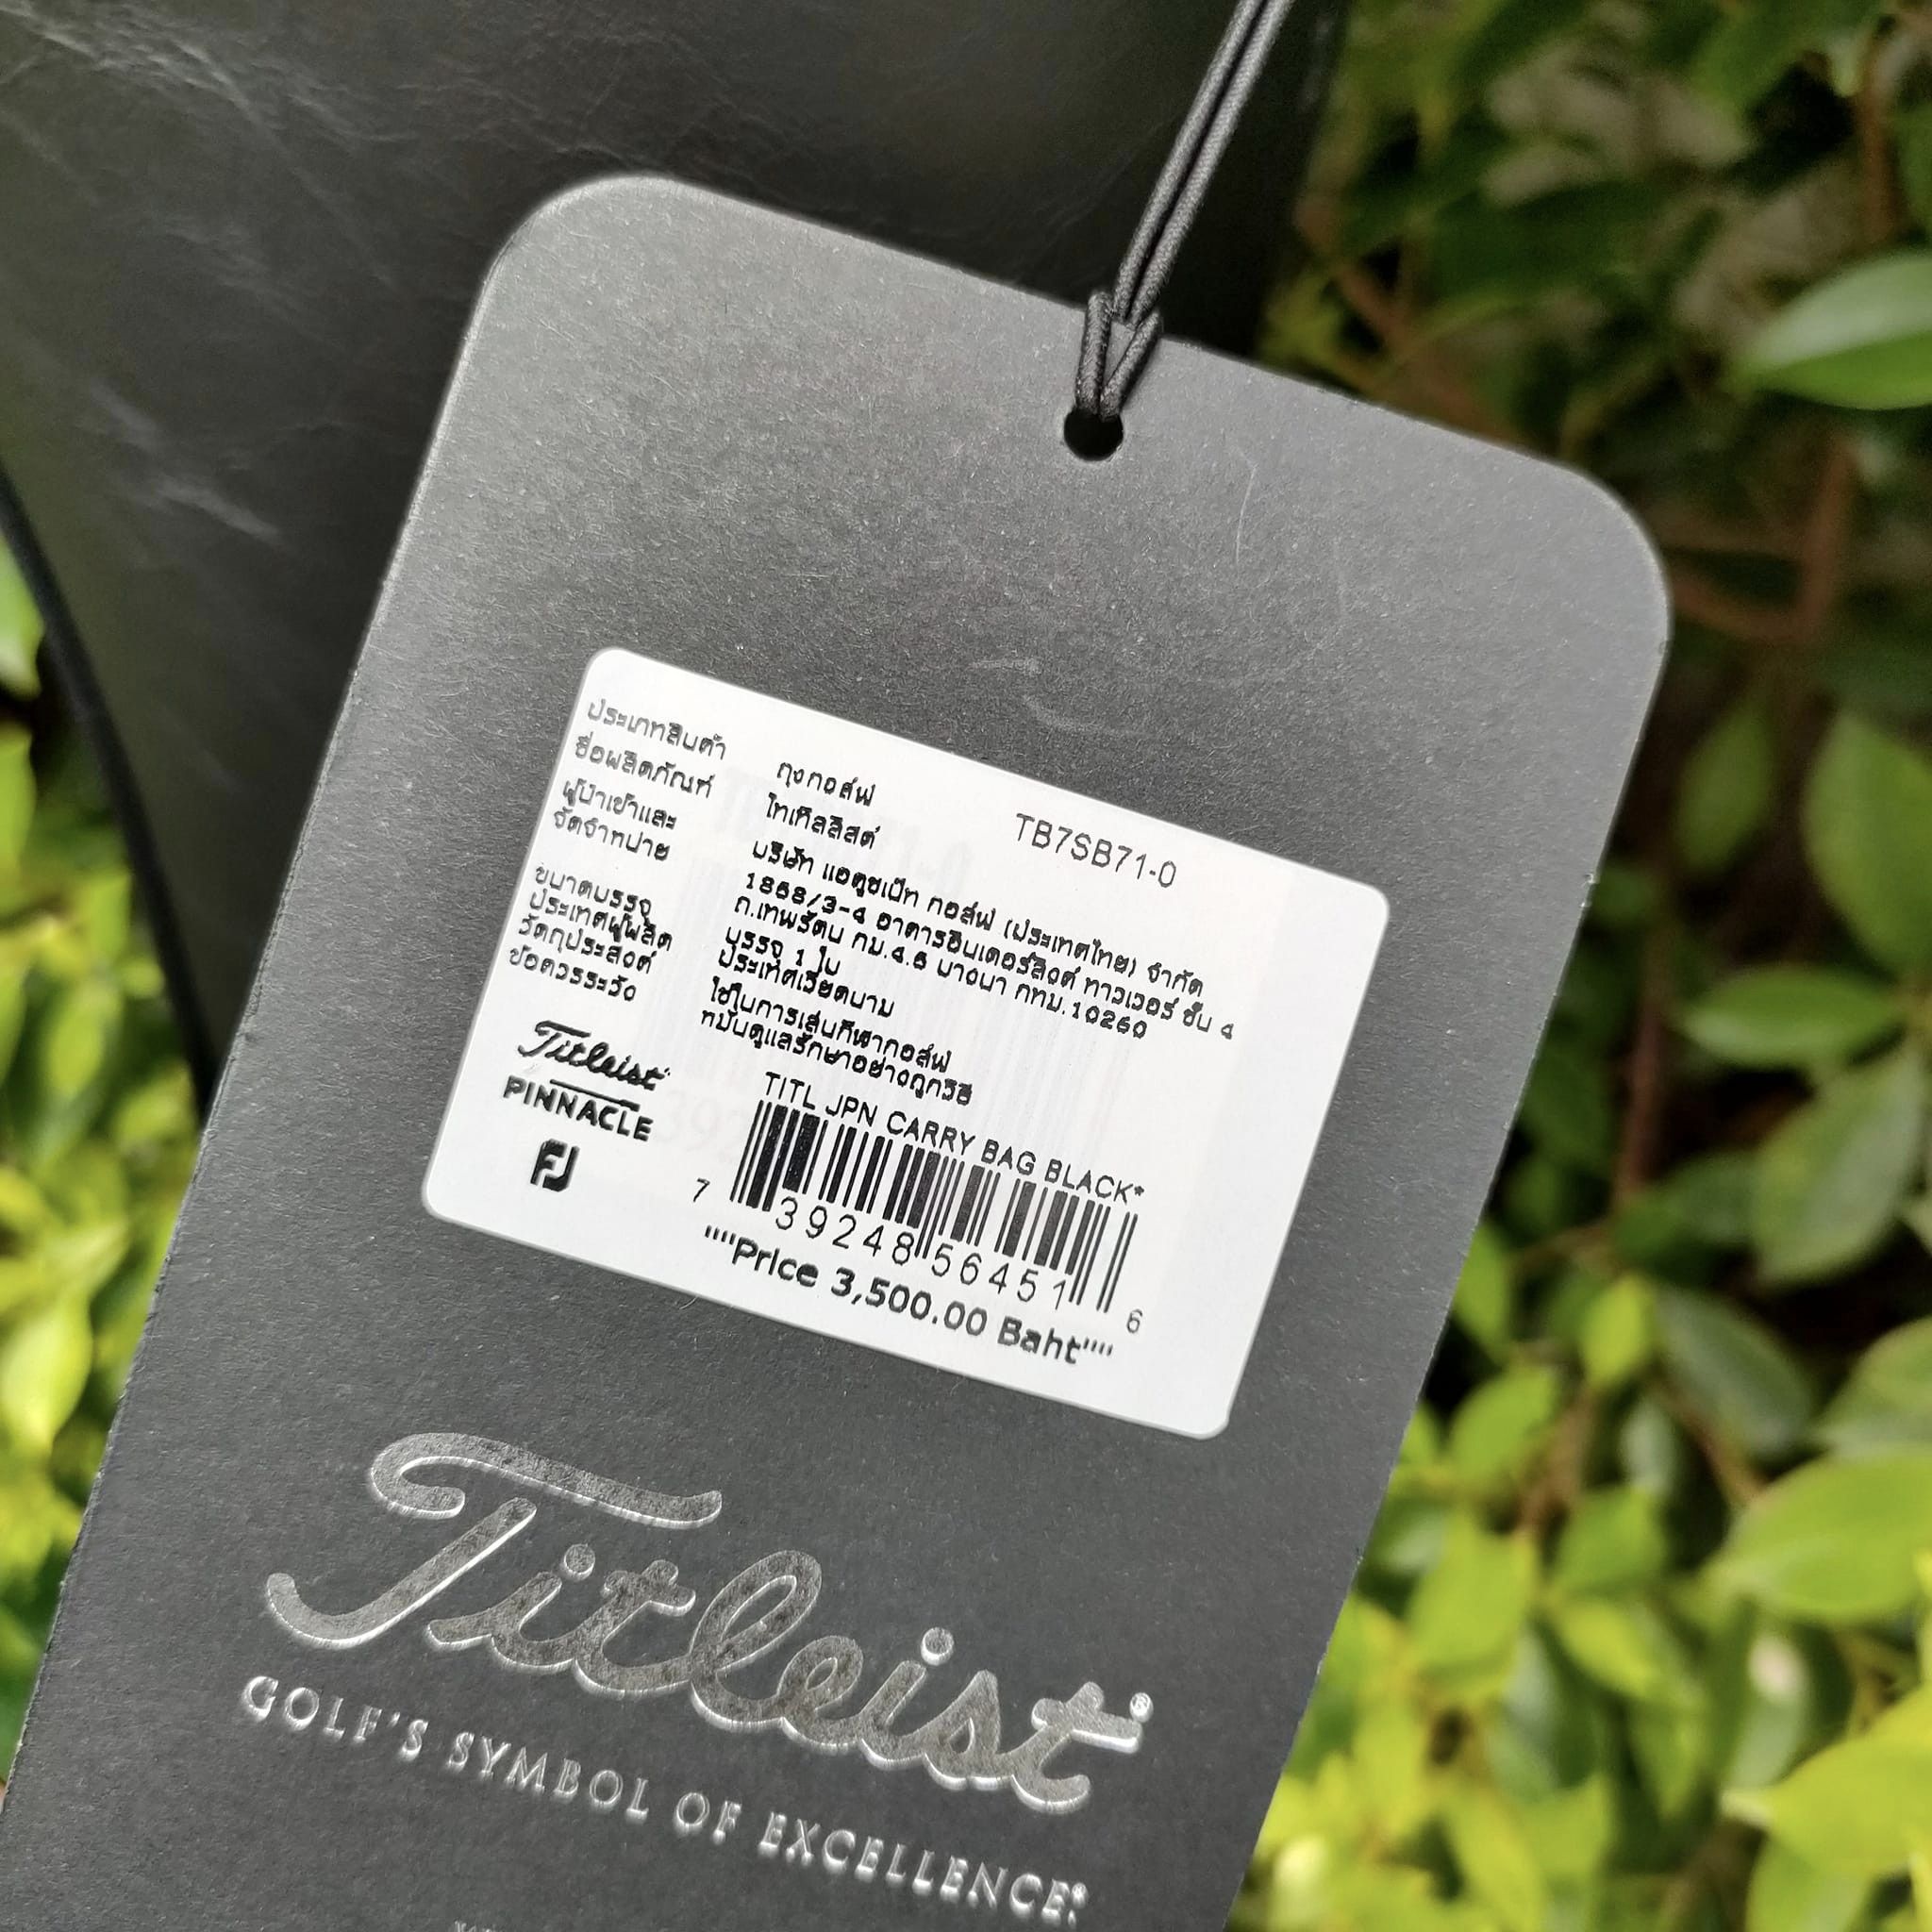 ประเภทสินค้า ถุงกอล์ฟ TB7SB71-0
ชื่อผลิตภัณฑ์ ไทเทิลลิสต์
ผู้นำเข้าและ บริษัท แอคูชเน็ท กอล์ฟ (ประเทศไทย) จำกัด
จัดจำหน่าย 1858/3-4 อาคารอินเตอร์ลิงค์ ทาวเวอร์ ชั้น 4
ถ.เทพรัตน กม.4.5 บางนา กทม.10260
ขนาดบรรจุ บรรจุ 1 ใบ
ประเทศผู้ผลิต ประเทศเวียดนาม
วัตถุประสงค์ ใช้ในการเล่นกีฬากอล์ฟ
ข้อควรระวัง หมั่นดูแลรักษาอย่างถูกวิธี
Titleist
PINNACLE
FJ
TITL JPN CARRY BAG BLACK*
7 39248 56451 6
""Price 3,500.00 Baht""
Titleist®
GOLF'S SYMBOL OF EXCELLENCE®